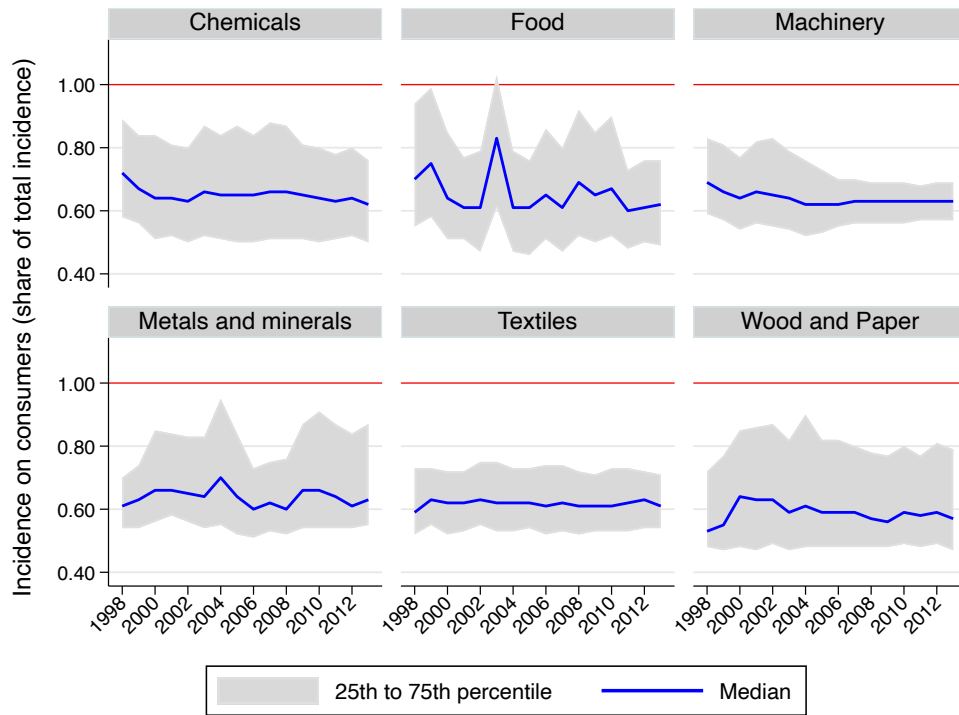 Incidence on consumers (share of total incidence)
Chemicals
Food
Machinery
1.00
0.80
0.60
0.40
Metals and minerals
Textiles
Wood and Paper
1.00
0.80
0.60
0.40
1998 2000 2002 2004 2006 2008 2010 2012
1998 2000 2002 2004 2006 2008 2010 2012
1998 2000 2002 2004 2006 2008 2010 2012
25th to 75th percentile
Median